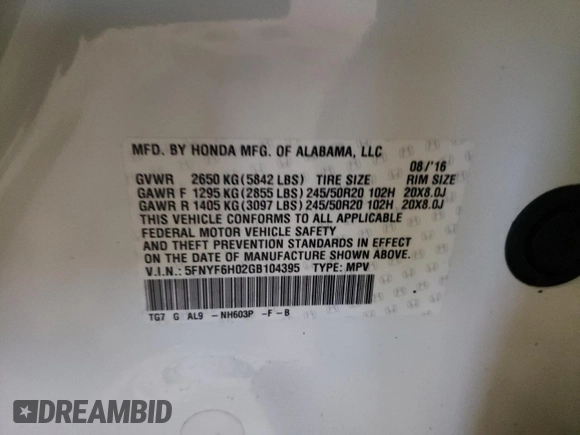 MFD. BY HONDA MFG. OF ALABAMA, LLC
08/'16
GVWR 2650 KG(5842 LBS) TIRE SIZE RIM SIZE
GAWR F 1295 KG(2855 LBS) 245/50R20 102H 20X8.0J
GAWR R 1405 KG(3097 LBS) 245/50R20 102H 20X8.0J
THIS VEHICLE CONFORMS TO ALL APPLICABLE
FEDERAL MOTOR VEHICLE SAFETY
AND THEFT PREVENTION STANDARDS IN EFFECT
ON THE DATE OF MANUFACTURE SHOWN ABOVE.
V.I.N.: 5FNYF6H02GB104395 TYPE: MPV
TG7 G AL9 -NH603P -F-B
DREAMBID